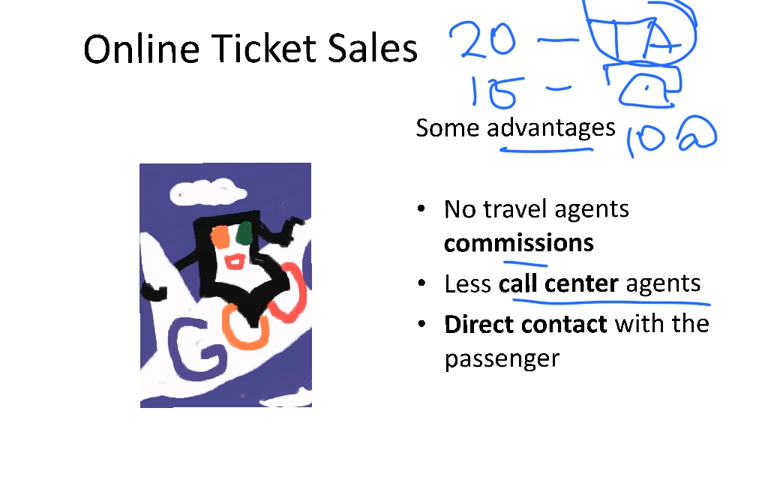 Online Ticket Sales
20 – TA
15 –
Some advantages
10 @
• No travel agents
commissions
• Less call center agents
• Direct contact with the
passenger
GOO